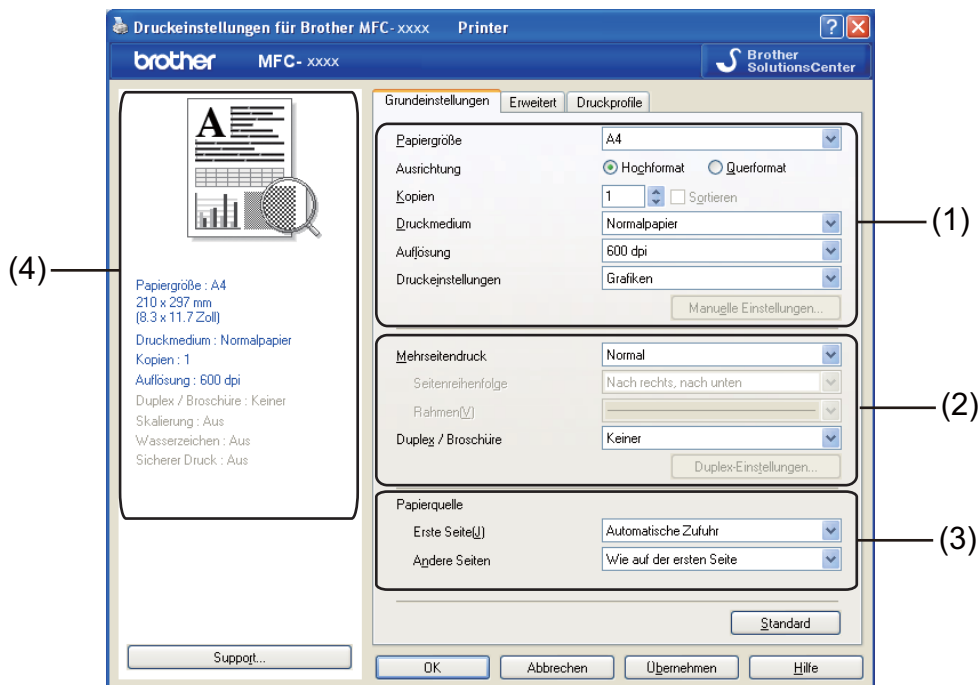 Druckeinstellungen für Brother MFC- xxxx Printer
brother MFC- xxxx
Brother
SolutionsCenter
Grundeinstellungen Erweitert Druckprofile
A
Papiergröße A4
Ausrichtung Hochformat Querformat
Kopien 1 Sortieren
Druckmedium Normalpapier
Auflösung 600 dpi
Druckeinstellungen Grafiken
Manuelle Einstellungen...
(1)
(4)
Papiergröße : A4
210 x 297 mm
(8.3 x 11.7 Zoll)
Druckmedium : Normalpapier
Kopien : 1
Auflösung : 600 dpi
Duplex / Broschüre : Keiner
Skalierung : Aus
Wasserzeichen : Aus
Sicherer Druck : Aus
Mehrseitendruck Normal
Seitenreihenfolge Nach rechts, nach unten
Rahmen(V)
Duplex / Broschüre Keiner
Duplex-Einstellungen...
(2)
Papierquelle
Erste Seite(J) Automatische Zufuhr
Andere Seiten Wie auf der ersten Seite
(3)
Standard
Support...
OK Abbrechen Übernehmen Hilfe